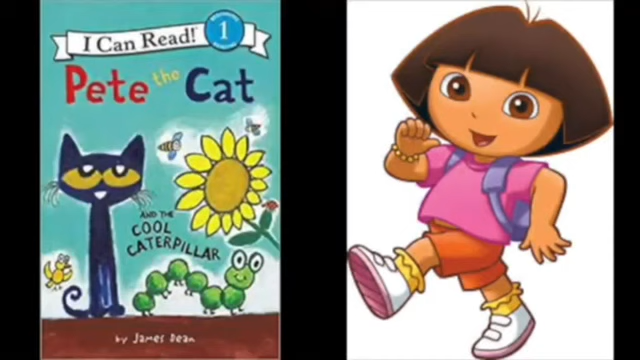 I Can Read!
1
Pete the Cat
AND THE
COOL
CATERPILLAR
by James Dean